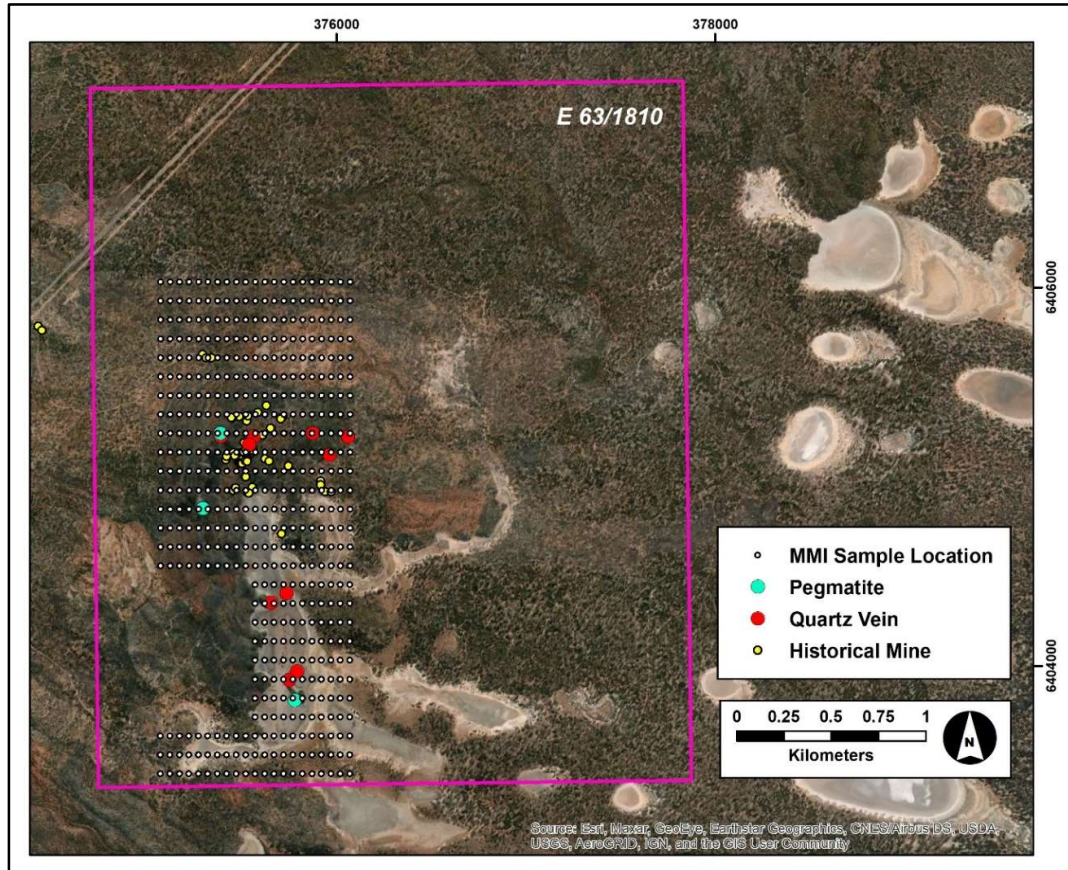 376000
378000
E 63/1810
6406000
MMI Sample Location
Pegmatite
Quartz Vein
Historical Mine
6404000
0 0.25 0.5 0.75 1
Kilometers
N
Source: Esri, Maxar, GeoEye, Earthstar Geographics, CNES/Airbus DS, USDA,
USGS, AeroGRID, IGN, and the GIS User Community